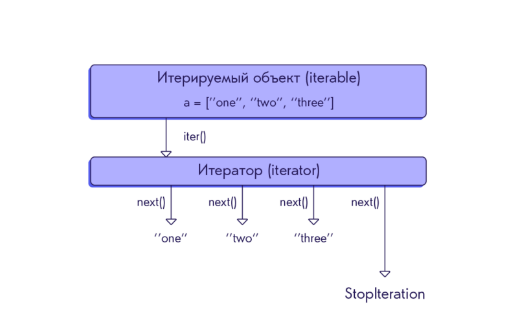 Итерируемый объект (iterable)
a = [''one'', ''two'', ''three'']
iter()
Итератор (iterator)
next() next() next() next()
''one'' ''two'' ''three''
StopIteration